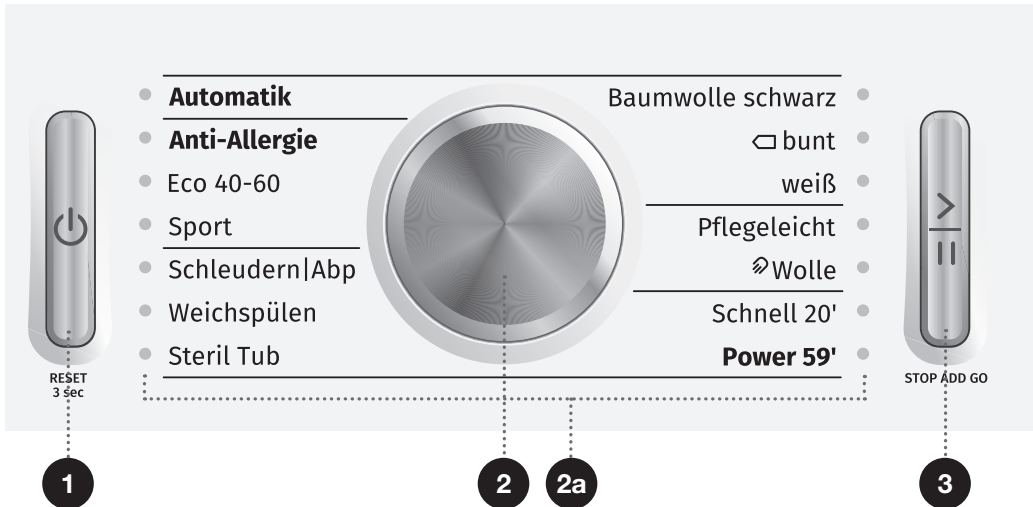 Automatik
Anti-Allergie
Eco 40-60
Sport
Schleudern|Abp
Weichspülen
Steril Tub
Baumwolle schwarz
bunt
weiß
Pflegeleicht
Wolle
Schnell 20'
Power 59'
RESET
3 sec
STOP ADD GO
1
2
2a
3